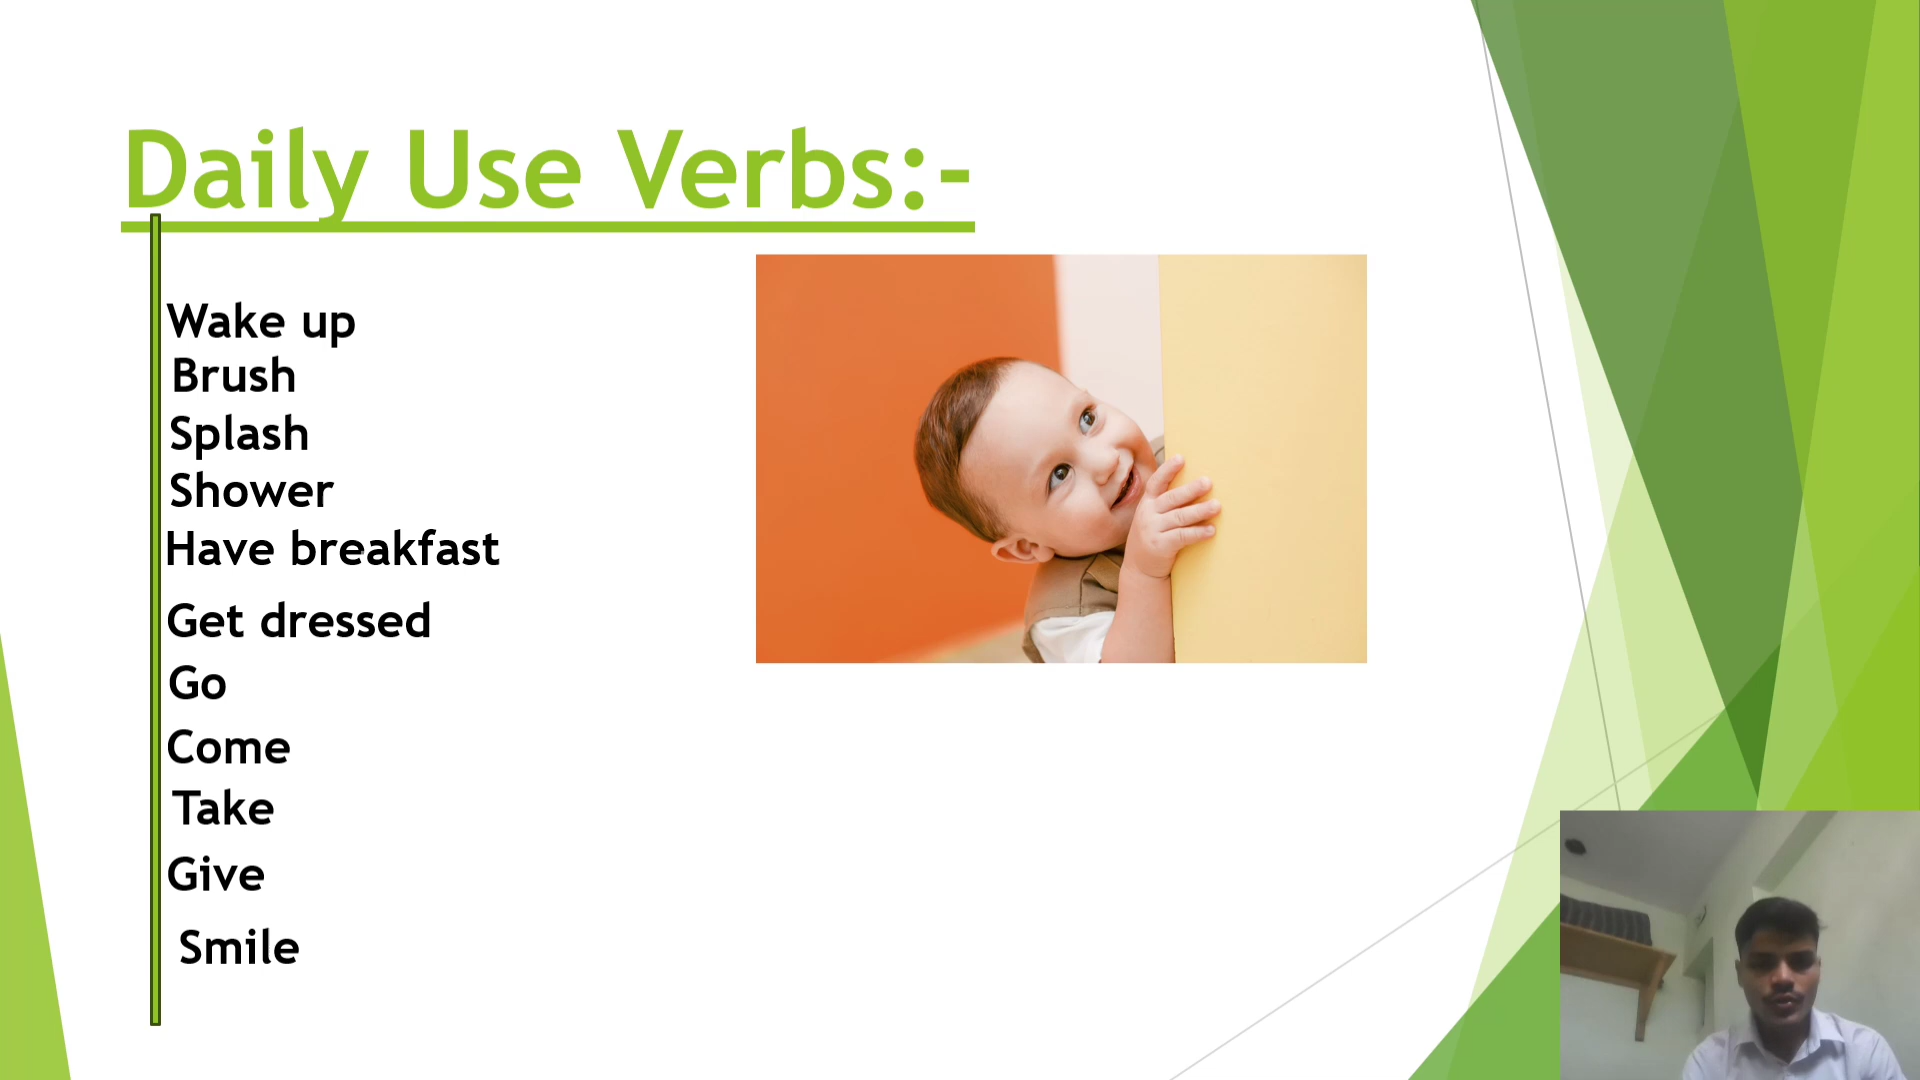 Daily Use Verbs:-
Wake up
Brush
Splash
Shower
Have breakfast
Get dressed
Go
Come
Take
Give
Smile